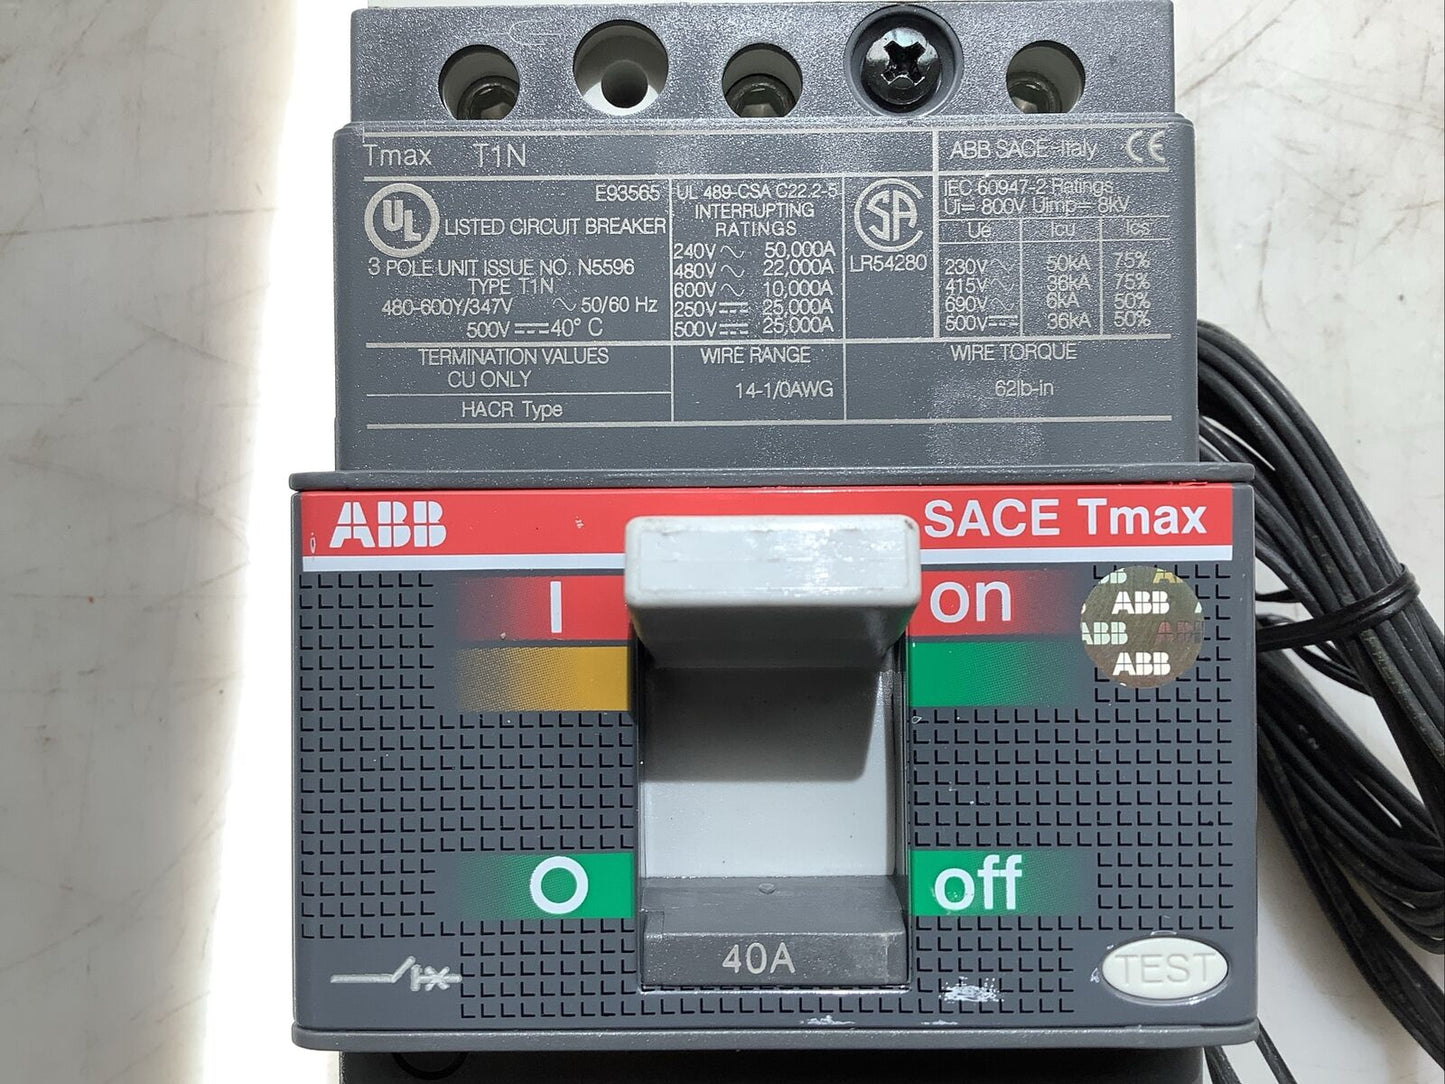 Tmax T1N
ABB SACE-Italy CE
UL
E93565
LISTED CIRCUIT BREAKER
3 POLE UNIT ISSUE NO. N5596
TYPE T1N
480-600Y/347V ~ 50/60 Hz
500V ⎓ 40° C
UL 489-CSA C22.2-5
INTERRUPTING
RATINGS
240V ~ 50,000A
480V ~ 22,000A
600V ~ 10,000A
250V ⎓ 25,000A
500V ⎓ 25,000A
SA
LR54280
IEC 60947-2 Ratings
Ui= 800V Uimp= 8kV
Ue Icu Ics
230V~ 50kA 75%
415V~ 36kA 75%
690V~ 6kA 50%
500V⎓ 36kA 50%
TERMINATION VALUES
CU ONLY
HACR Type
WIRE RANGE
14-1/0AWG
WIRE TORQUE
62lb-in
ABB SACE Tmax
I on
ABB
ABB
ABB
O off
40A
TEST